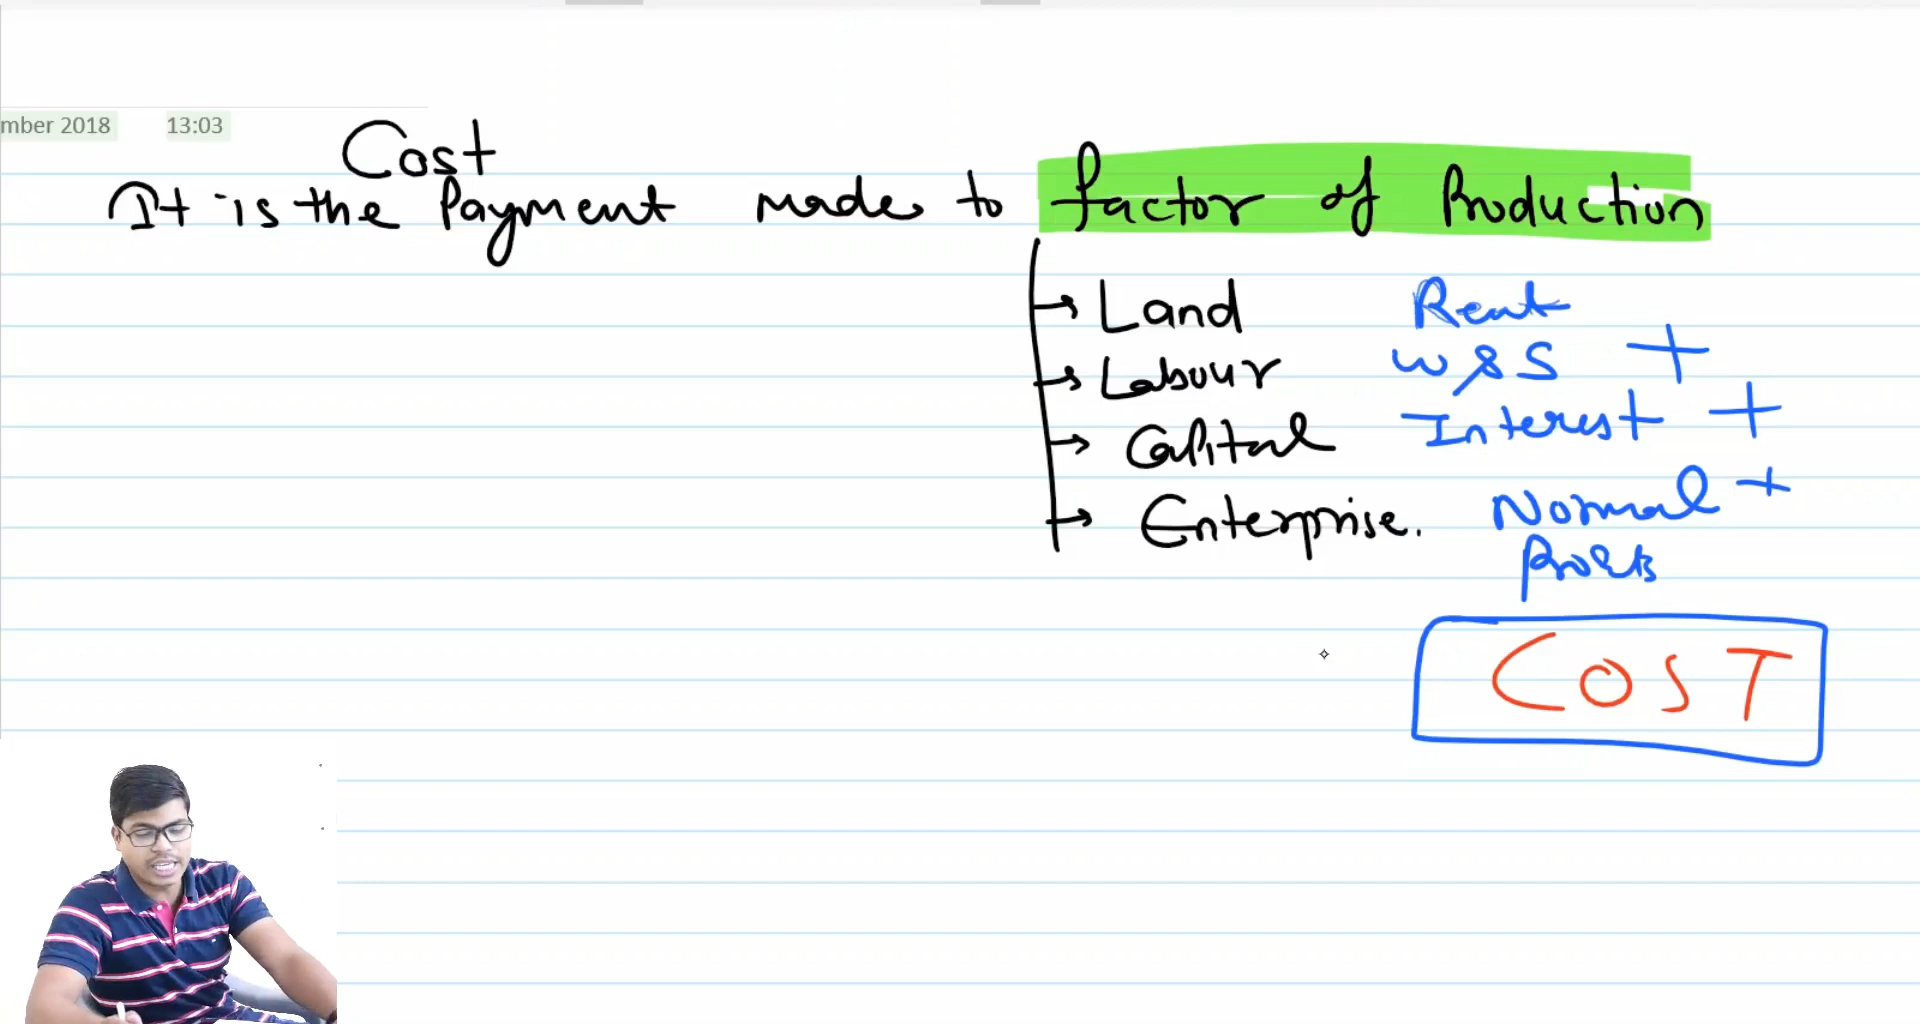 mber 2018 13:03
Cost
It is the Payment made to factor of Production
→ Land Rent
→ Labour W & S +
→ Capital Interest +
→ Enterprise. Normal +
Profits
COST